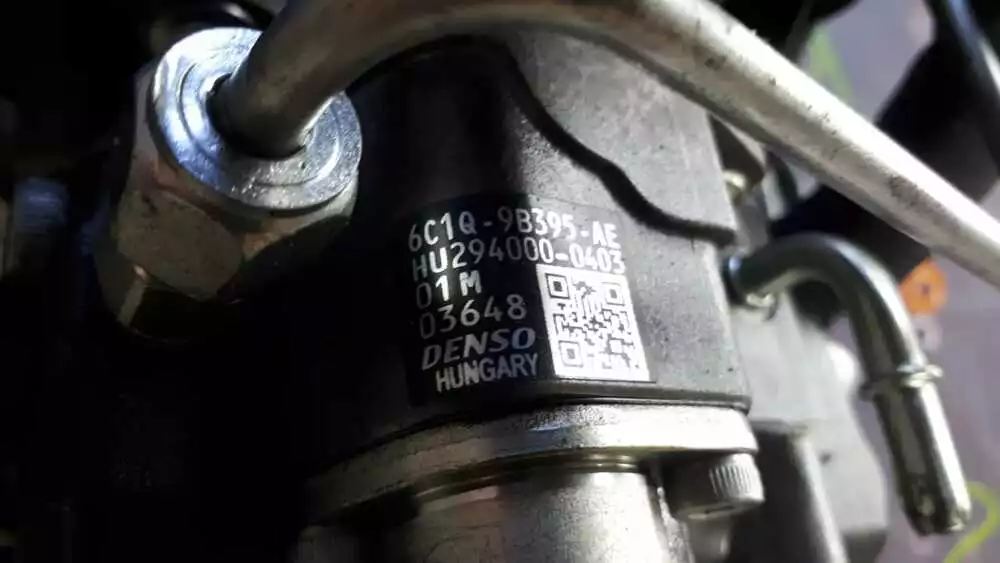 6C1Q-9B395-AE
HU294000-0403
01M
03648
DENSO
HUNGARY